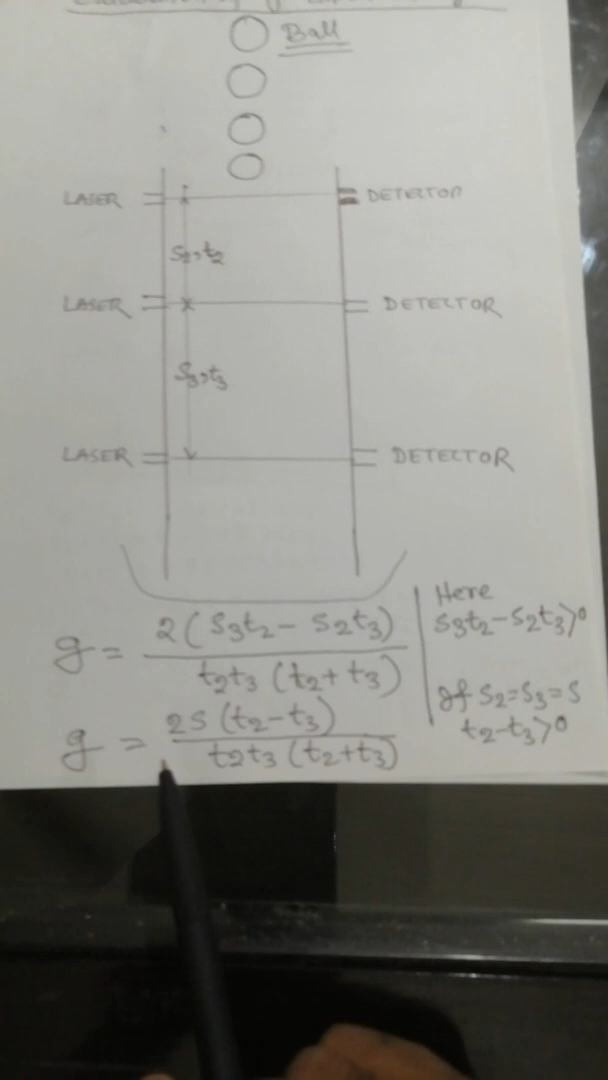 Ball
LASER DETECTOR
S₂, t₂
LASER DETECTOR
S₃, t₃
LASER DETECTOR
g = 2(S₃t₂ - S₂t₃) / t₂t₃ (t₂ + t₃)
g = 2S (t₂ - t₃) / t₂t₃ (t₂ + t₃)
Here
S₃t₂ - S₂t₃ > 0
If S₂ = S₃ = S
t₂ - t₃ > 0